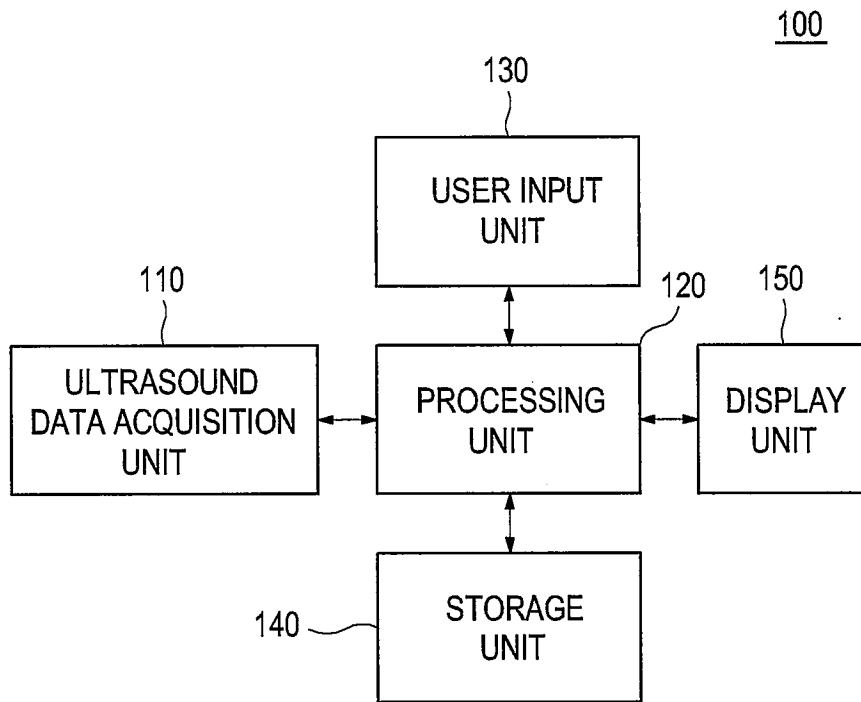 100
130
USER INPUT
UNIT
110
120
150
ULTRASOUND
DATA ACQUISITION
UNIT
PROCESSING
UNIT
DISPLAY
UNIT
140
STORAGE
UNIT